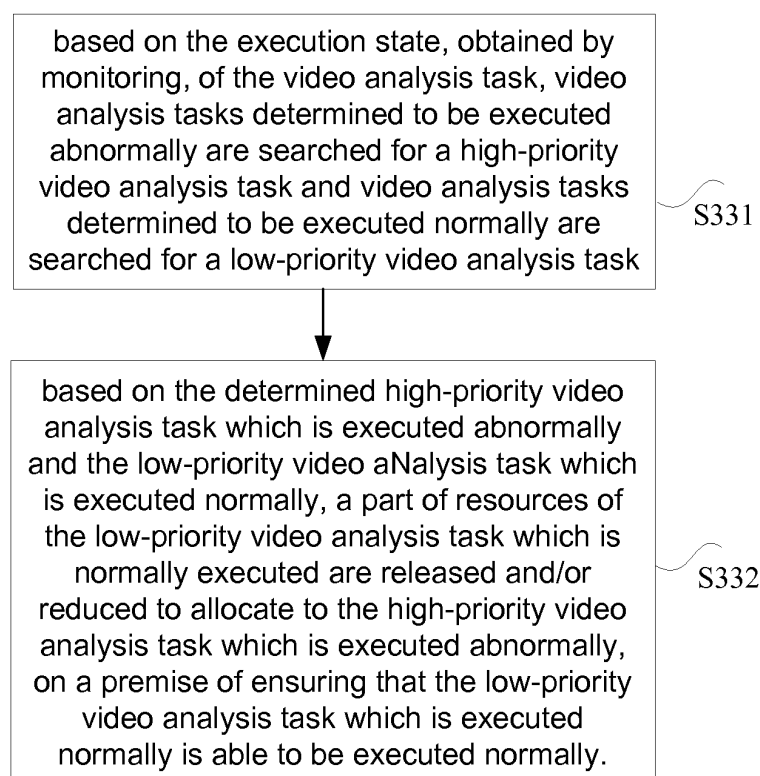 based on the execution state, obtained by
monitoring, of the video analysis task, video
analysis tasks determined to be executed
abnormally are searched for a high-priority
video analysis task and video analysis tasks
determined to be executed normally are
searched for a low-priority video analysis task
S331
based on the determined high-priority video
analysis task which is executed abnormally
and the low-priority video aNalysis task which
is executed normally, a part of resources of
the low-priority video analysis task which is
normally executed are released and/or
reduced to allocate to the high-priority video
analysis task which is executed abnormally,
on a premise of ensuring that the low-priority
video analysis task which is executed
normally is able to be executed normally.
S332